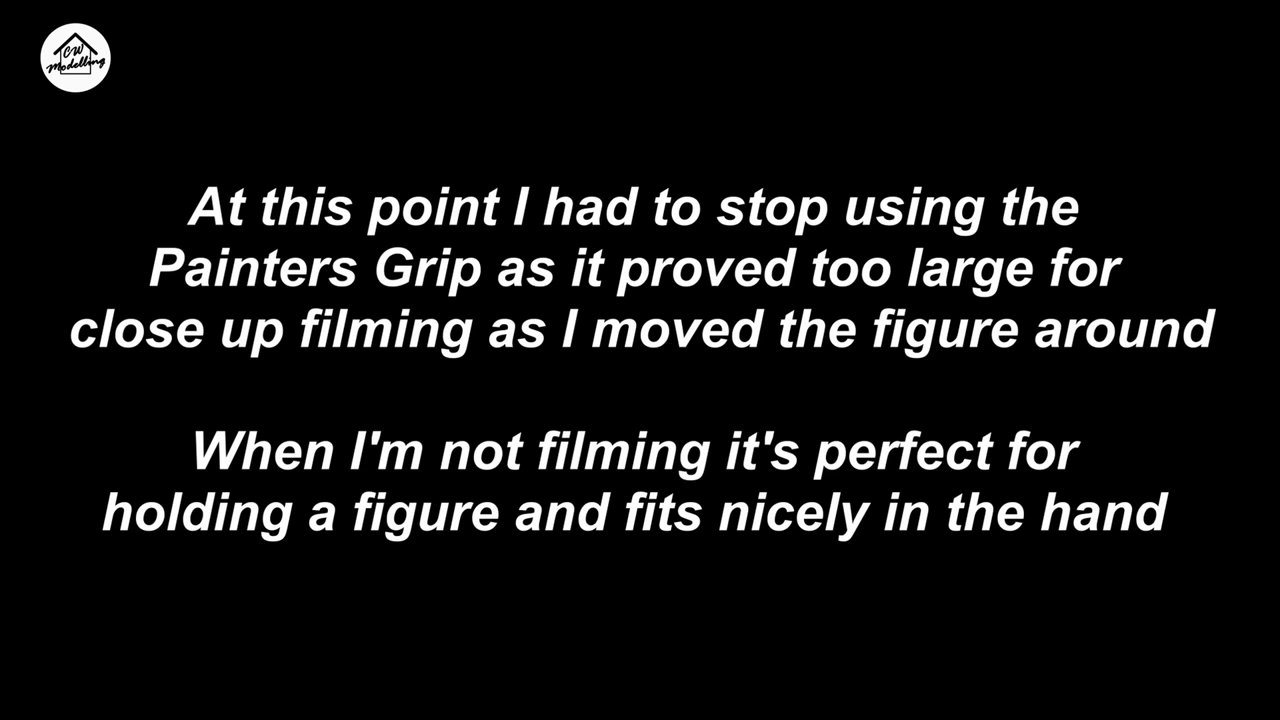 CW
Modelling
At this point I had to stop using the
Painters Grip as it proved too large for
close up filming as I moved the figure around
When I'm not filming it's perfect for
holding a figure and fits nicely in the hand